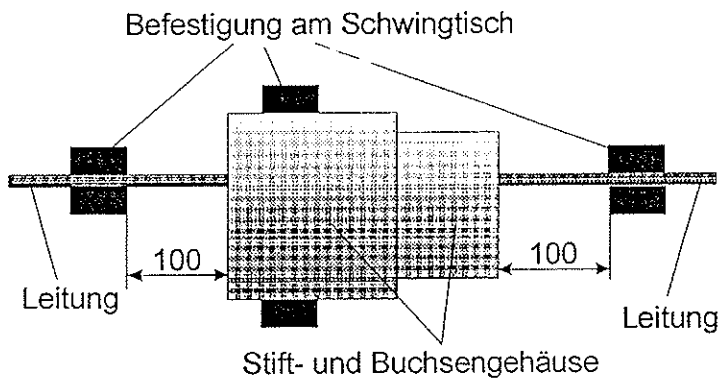 Befestigung am Schwingtisch
100
100
Leitung
Leitung
Stift- und Buchsengehäuse